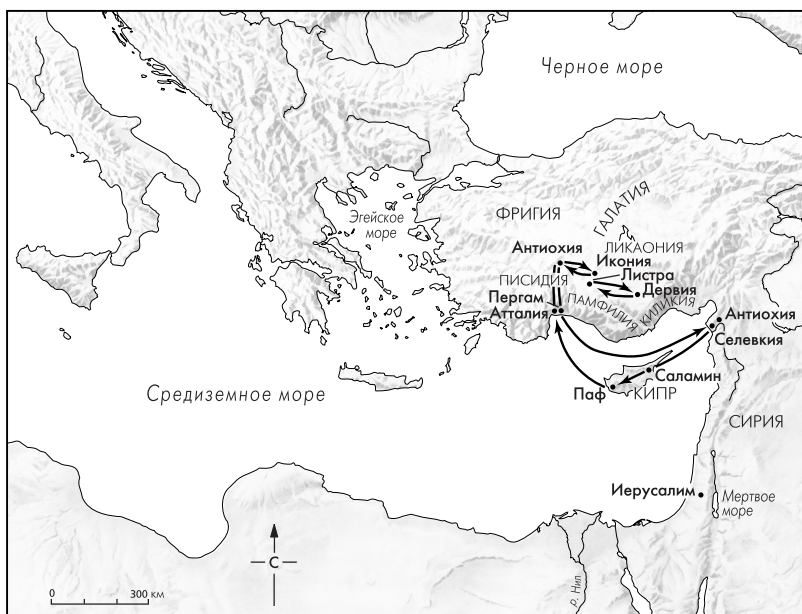 Черное море
Эгейское
море
ФРИГИЯ
ГАЛАТИЯ
ЛИКАОНИЯ
Антиохия
Икония
Листра
ПИСИДИЯ
Дервия
Пергам
ПАМФИЛИЯ
КИЛИКИЯ
Атталия
Антиохия
Селевкия
Средиземное море
Саламин
Паф
КИПР
СИРИЯ
Иерусалим
Мертвое
море
С
р. Нил
0 300 км